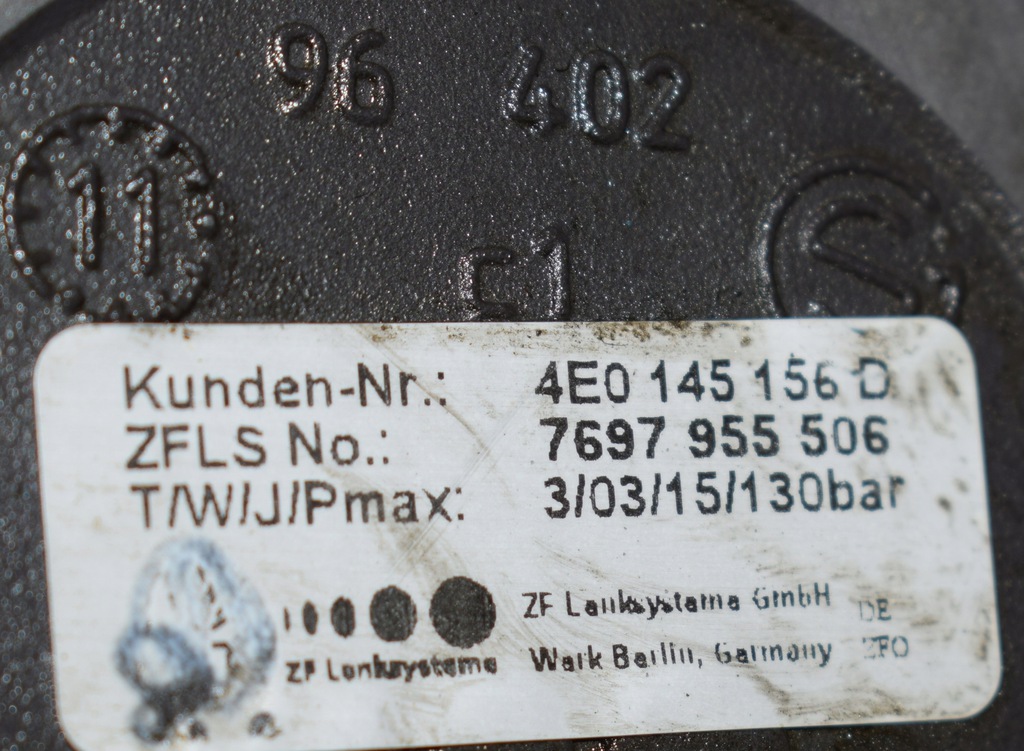 96 402
11
E1
Kunden-Nr.: 4E0 145 156 D
ZFLS No.: 7697 955 506
T/W/J/Pmax: 3/03/15/130bar
ZF Lenksysteme GmbH DE
ZF Lenksysteme Werk Berlin, Germany ZFO